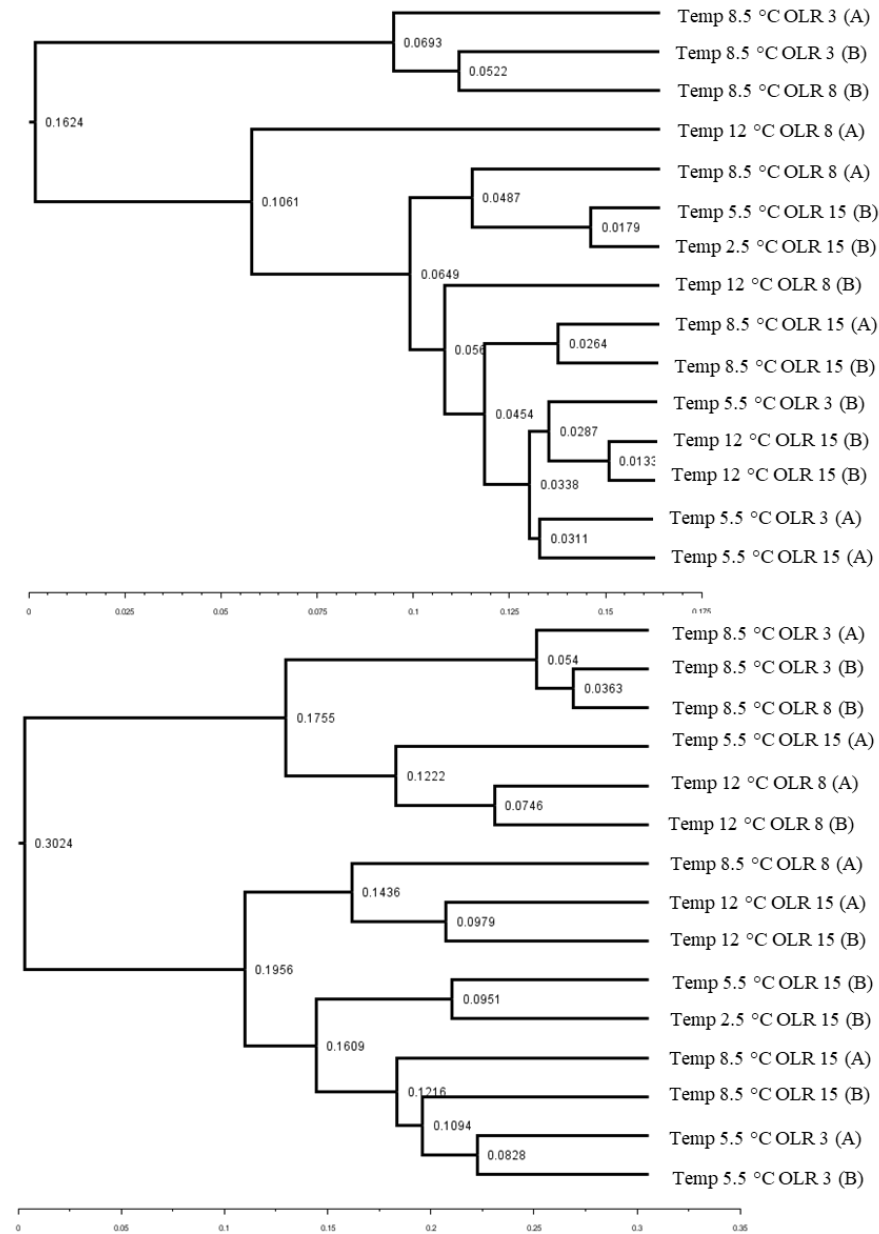 Temp 8.5 °C OLR 3 (A)
0.0693
Temp 8.5 °C OLR 3 (B)
0.0522
Temp 8.5 °C OLR 8 (B)
0.1624
Temp 12 °C OLR 8 (A)
Temp 8.5 °C OLR 8 (A)
0.1061
0.0487
Temp 5.5 °C OLR 15 (B)
0.0179
Temp 2.5 °C OLR 15 (B)
0.0649
Temp 12 °C OLR 8 (B)
Temp 8.5 °C OLR 15 (A)
0.056
0.0264
Temp 8.5 °C OLR 15 (B)
Temp 5.5 °C OLR 3 (B)
0.0454
0.0287
Temp 12 °C OLR 15 (B)
0.0133
Temp 12 °C OLR 15 (B)
0.0338
Temp 5.5 °C OLR 3 (A)
0.0311
Temp 5.5 °C OLR 15 (A)
0 0.025 0.05 0.075 0.1 0.125 0.15 0.175
Temp 8.5 °C OLR 3 (A)
0.054
Temp 8.5 °C OLR 3 (B)
0.0363
Temp 8.5 °C OLR 8 (B)
0.1755
Temp 5.5 °C OLR 15 (A)
0.1222
Temp 12 °C OLR 8 (A)
0.0746
Temp 12 °C OLR 8 (B)
0.3024
Temp 8.5 °C OLR 8 (A)
0.1436
Temp 12 °C OLR 15 (A)
0.0979
Temp 12 °C OLR 15 (B)
0.1956
Temp 5.5 °C OLR 15 (B)
0.0951
Temp 2.5 °C OLR 15 (B)
0.1609
Temp 8.5 °C OLR 15 (A)
0.1216
Temp 8.5 °C OLR 15 (B)
0.1094
Temp 5.5 °C OLR 3 (A)
0.0828
Temp 5.5 °C OLR 3 (B)
0 0.05 0.1 0.15 0.2 0.25 0.3 0.35